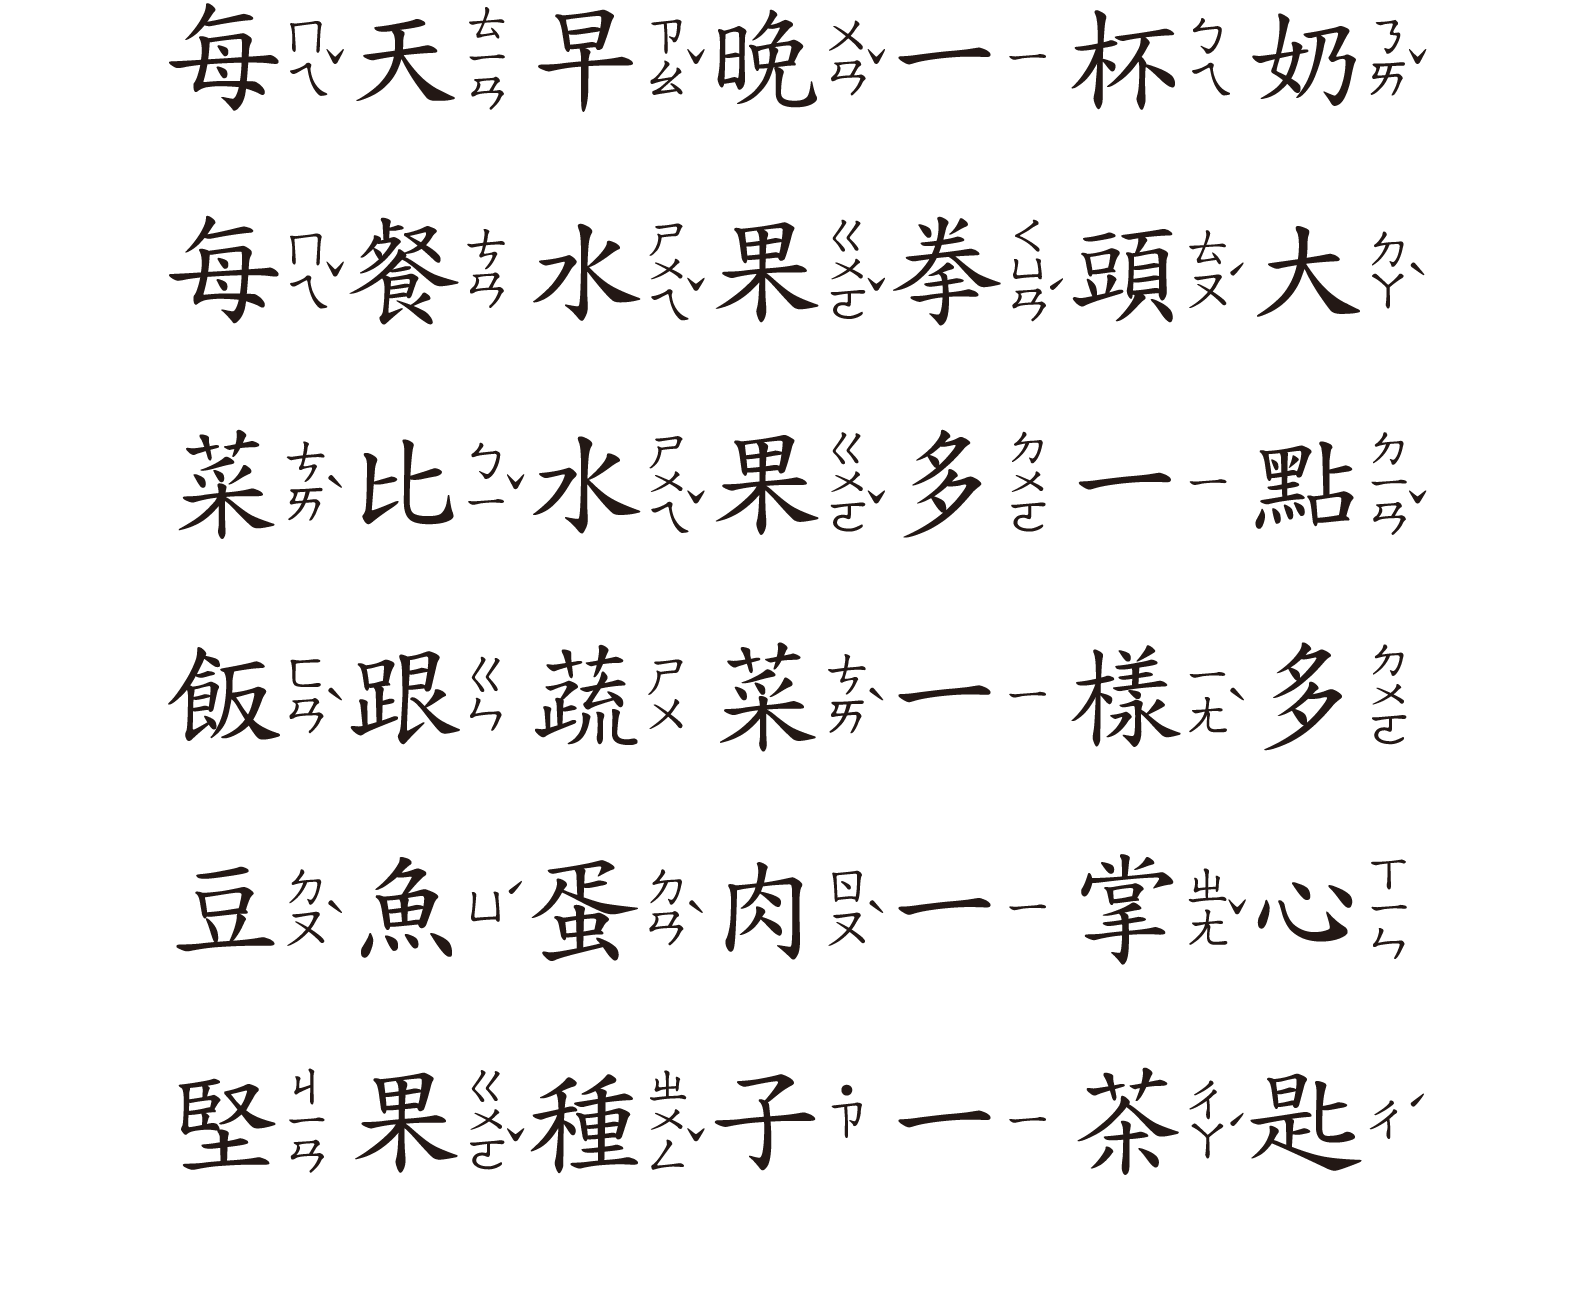 每ㄇㄟˇ天ㄊㄧㄢ早ㄗㄠˇ晚ㄨㄢˇ一ㄧ杯ㄅㄟ奶ㄋㄞˇ
每ㄇㄟˇ餐ㄘㄢ水ㄕㄨㄟˇ果ㄍㄨㄛˇ拳ㄑㄩㄢˊ頭ㄊㄡˊ大ㄉㄚˋ
菜ㄘㄞˋ比ㄅㄧˇ水ㄕㄨㄟˇ果ㄍㄨㄛˇ多ㄉㄨㄛ一ㄧ點ㄉㄧㄢˇ
飯ㄈㄢˋ跟ㄍㄣ蔬ㄕㄨ菜ㄘㄞˋ一ㄧ樣ㄧㄤˋ多ㄉㄨㄛ
豆ㄉㄡˋ魚ㄩˊ蛋ㄉㄢˋ肉ㄖㄡˋ一ㄧ掌ㄓㄤˇ心ㄒㄧㄣ
堅ㄐㄧㄢ果ㄍㄨㄛˇ種ㄓㄨㄥˇ子˙ㄗ一ㄧ茶ㄔㄚˊ匙ㄔˊ